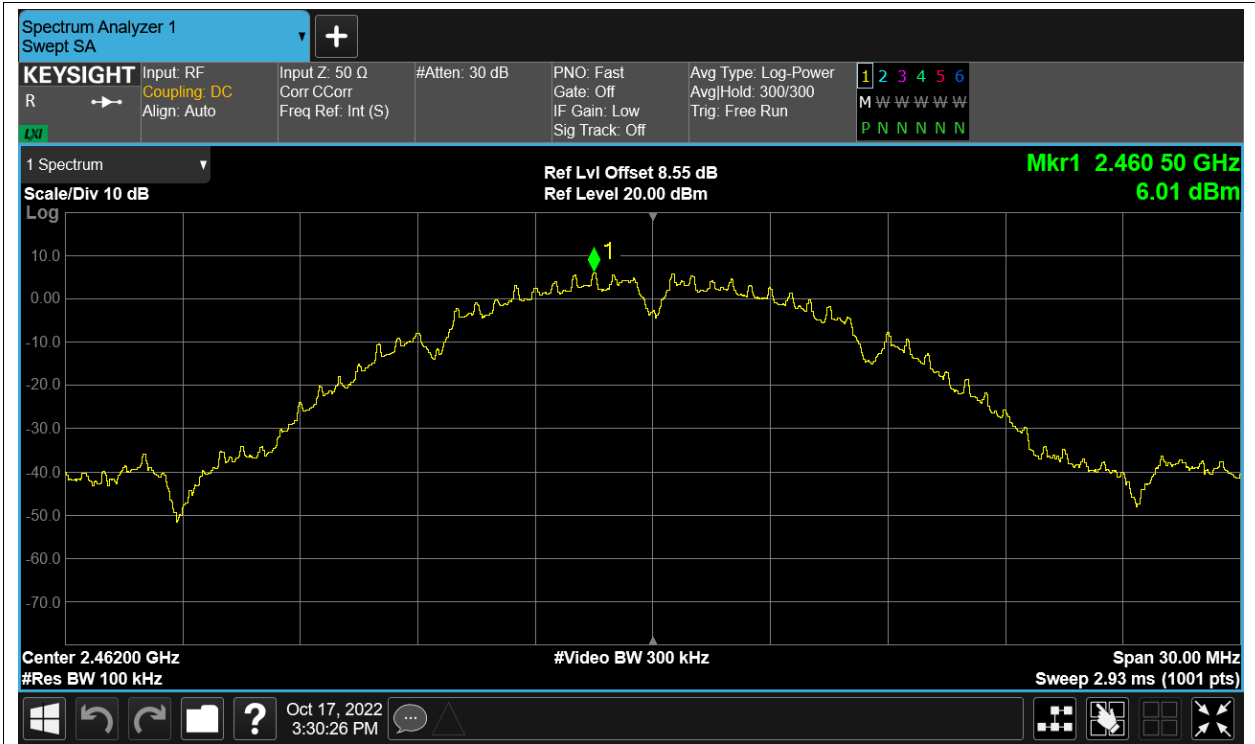 Spectrum Analyzer 1
Swept SA
KEYSIGHT
R
LXI
Input: RF
Coupling: DC
Align: Auto
Input Z: 50 Ω
Corr CCorr
Freq Ref: Int (S)
#Atten: 30 dB
PNO: Fast
Gate: Off
IF Gain: Low
Sig Track: Off
Avg Type: Log-Power
Avg|Hold: 300/300
Trig: Free Run
1 2 3 4 5 6
M W W W W W
P N N N N N
1 Spectrum
Scale/Div 10 dB
Log
Ref Lvl Offset 8.55 dB
Ref Level 20.00 dBm
Mkr1 2.460 50 GHz
6.01 dBm
1
10.0
0.00
-10.0
-20.0
-30.0
-40.0
-50.0
-60.0
-70.0
Center 2.46200 GHz
#Res BW 100 kHz
#Video BW 300 kHz
Span 30.00 MHz
Sweep 2.93 ms (1001 pts)
?
Oct 17, 2022
3:30:26 PM